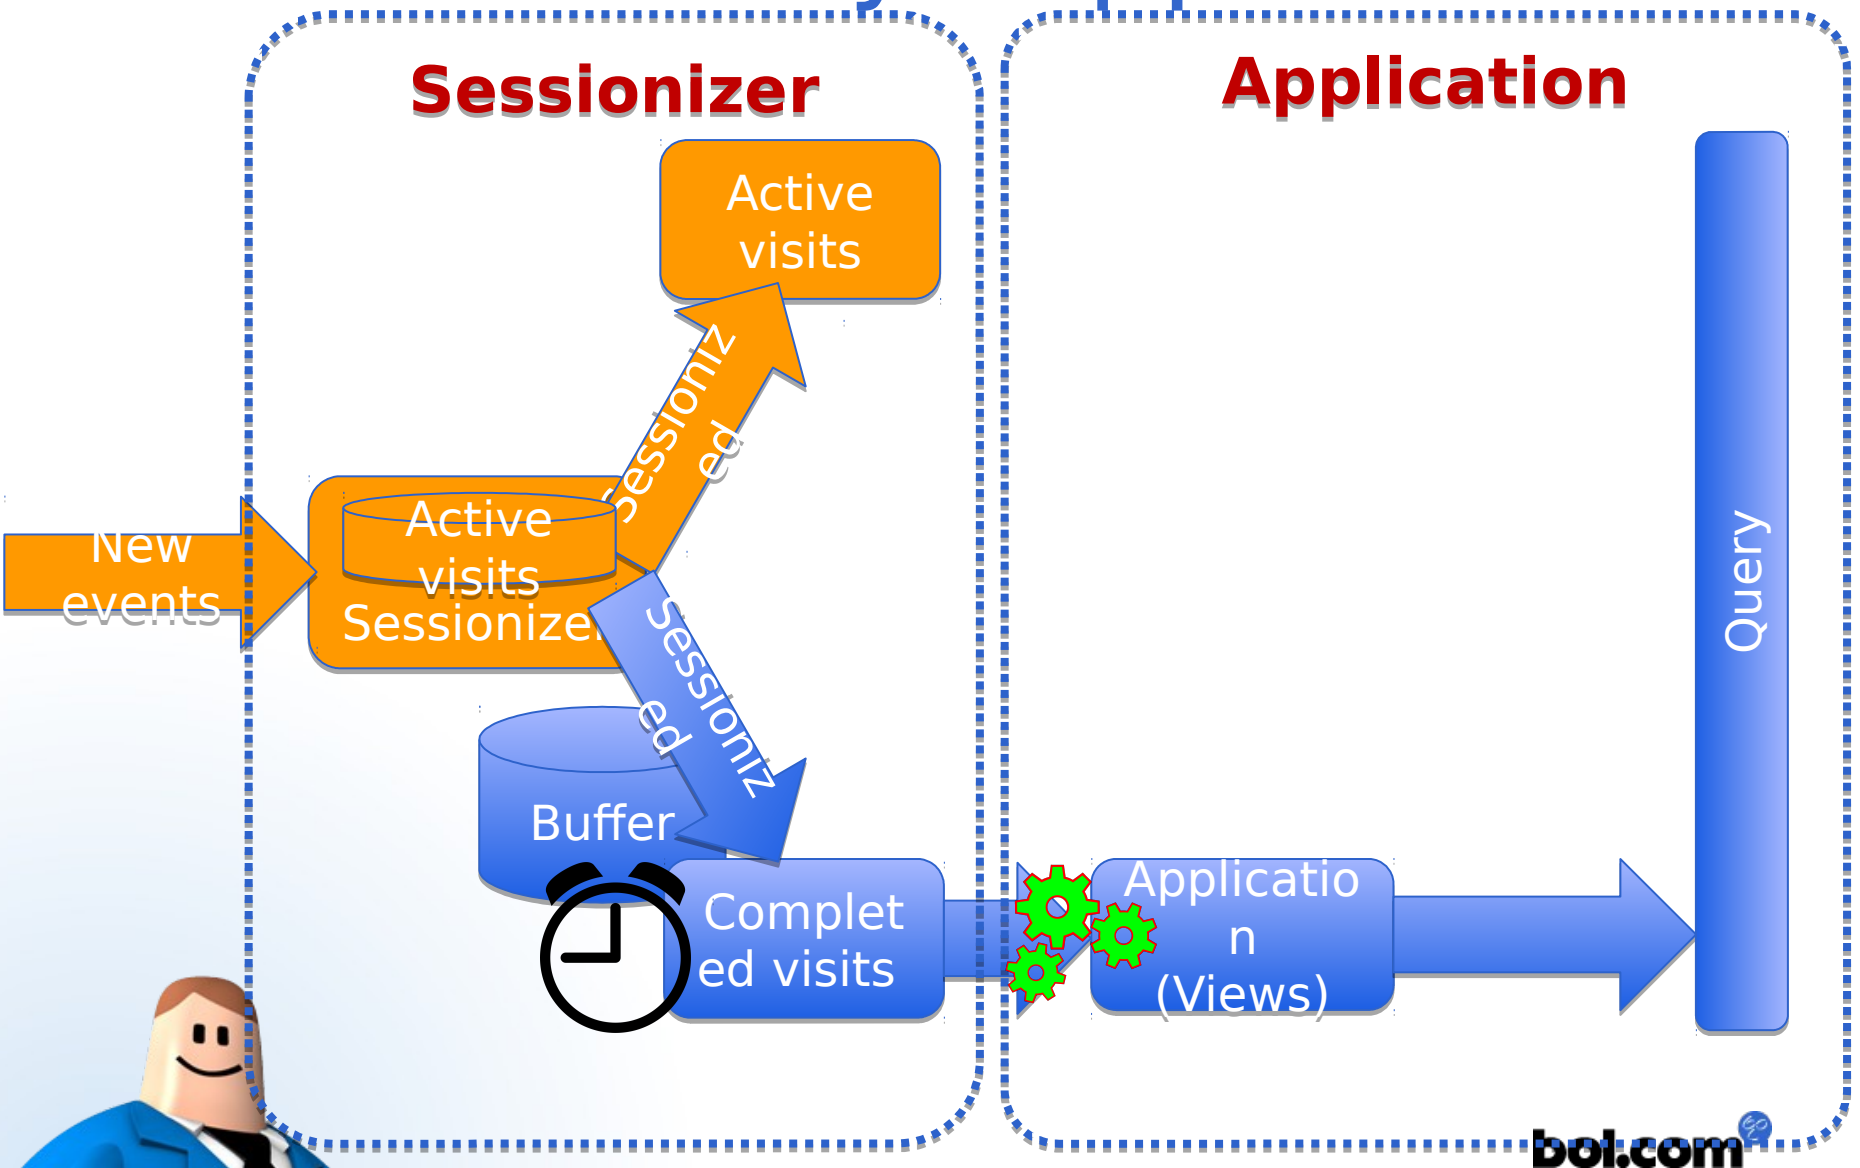 Sessionizer
Application
Active
visits
Sessioniz
ed
New
events
Active
visits
Sessionizer
Sessioniz
ed
Buffer
Complet
ed visits
Applicatio
n
(Views)
Query
bol.com